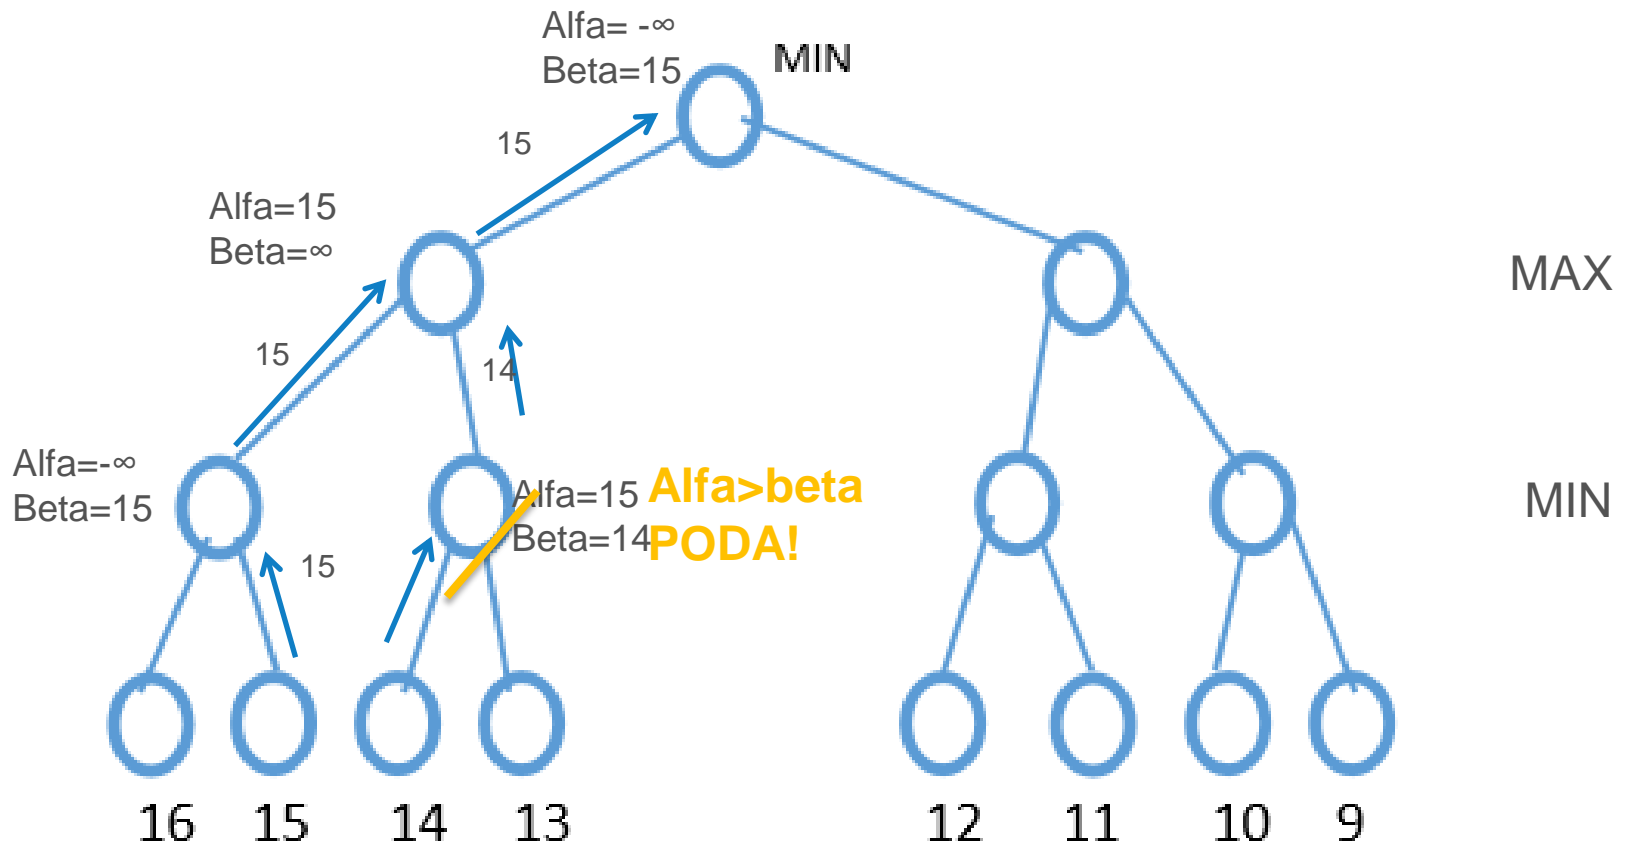 Alfa= -∞
Beta=15
MIN
15
Alfa=15
Beta=∞
MAX
15
14
Alfa=-∞
Beta=15
Alfa=15
Beta=14
Alfa>beta
PODA!
MIN
15
16 15 14 13 12 11 10 9